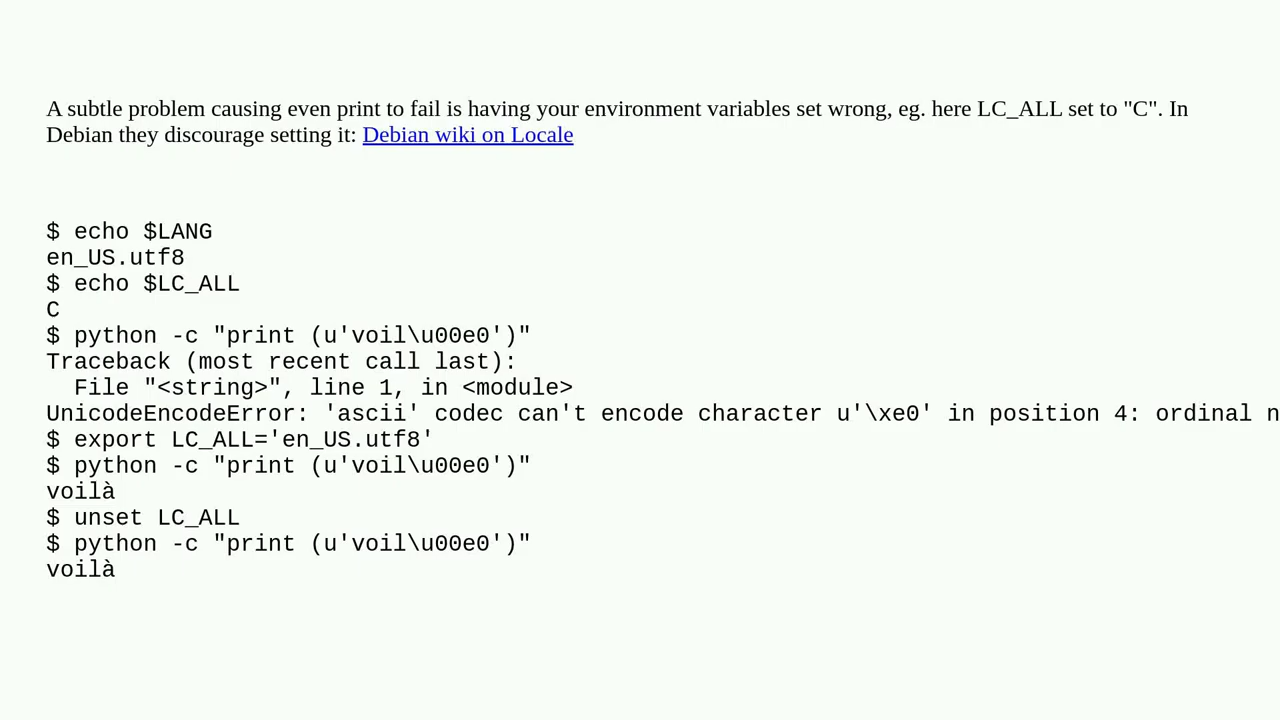 A subtle problem causing even print to fail is having your environment variables set wrong, eg. here LC_ALL set to "C". In
Debian they discourage setting it: Debian wiki on Locale
$ echo $LANG
en_US.utf8
$ echo $LC_ALL
C
$ python -c "print (u'voil\u00e0')"
Traceback (most recent call last):
  File "<string>", line 1, in <module>
UnicodeEncodeError: 'ascii' codec can't encode character u'\xe0' in position 4: ordinal n
$ export LC_ALL='en_US.utf8'
$ python -c "print (u'voil\u00e0')"
voilà
$ unset LC_ALL
$ python -c "print (u'voil\u00e0')"
voilà